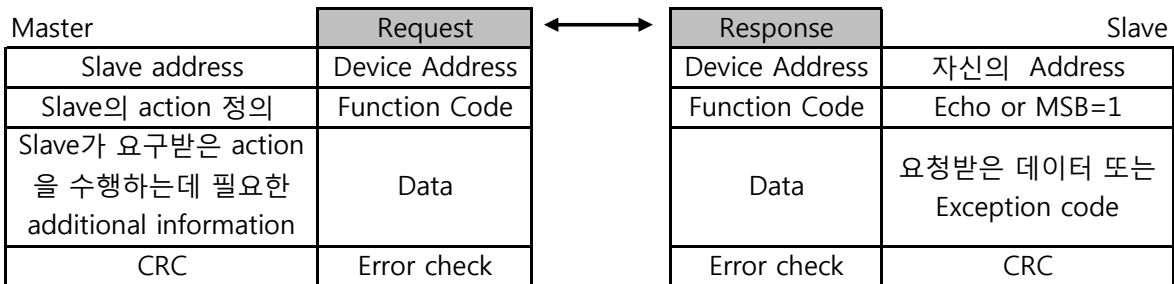 Master Request Response Slave
Slave address Device Address Device Address 자신의 Address
Slave의 action 정의 Function Code Function Code Echo or MSB=1
Slave가 요구받은 action
을 수행하는데 필요한
additional information
Data
Data
요청받은 데이터 또는
Exception code
CRC Error check Error check CRC